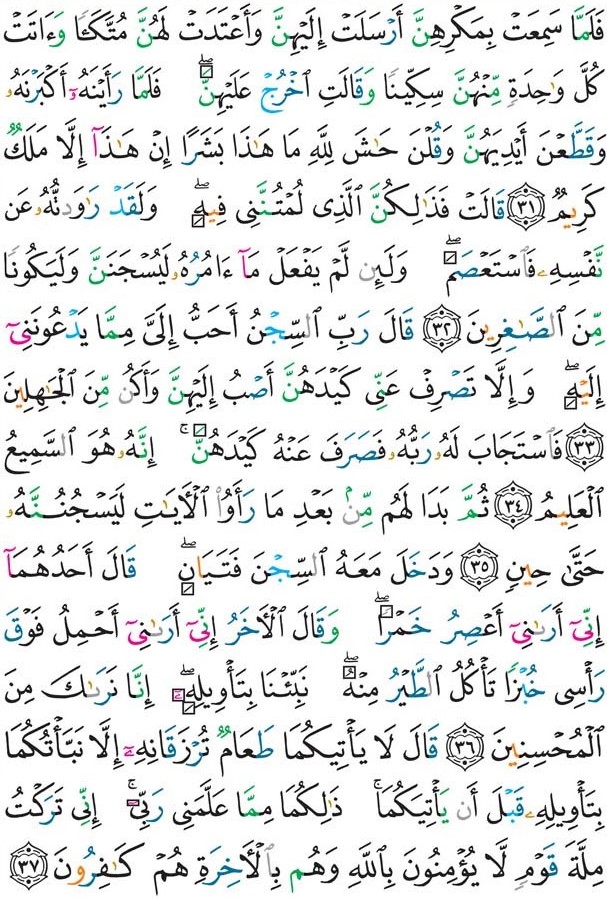 فَلَمَّا سَمِعَتْ بِمَكْرِهِنَّ أَرْسَلَتْ إِلَيْهِنَّ وَأَعْتَدَتْ لَهُنَّ مُتَّكَـًٔا وَءَاتَتْ
كُلَّ وَٰحِدَةٍ مِّنْهُنَّ سِكِّينًا وَقَالَتِ ٱخْرُجْ عَلَيْهِنَّ ۖ فَلَمَّا رَأَيْنَهُۥٓ أَكْبَرْنَهُۥ
وَقَطَّعْنَ أَيْدِيَهُنَّ وَقُلْنَ حَٰشَ لِلَّهِ مَا هَٰذَا بَشَرًا إِنْ هَٰذَآ إِلَّا مَلَكٌ
كَرِيمٌ ٣١ قَالَتْ فَذَٰلِكُنَّ ٱلَّذِى لُمْتُنَّنِى فِيهِ ۖ وَلَقَدْ رَٰوَدتُّهُۥ عَن
نَّفْسِهِۦ فَٱسْتَعْصَمَ ۖ وَلَئِن لَّمْ يَفْعَلْ مَآ ءَامُرُهُۥ لَيُسْجَنَنَّ وَلَيَكُونًا
مِّنَ ٱلصَّٰغِرِينَ ٣٢ قَالَ رَبِّ ٱلسِّجْنُ أَحَبُّ إِلَىَّ مِمَّا يَدْعُونَنِىٓ
إِلَيْهِ ۖ وَإِلَّا تَصْرِفْ عَنِّى كَيْدَهُنَّ أَصْبُ إِلَيْهِنَّ وَأَكُن مِّنَ ٱلْجَٰهِلِينَ
٣٣ فَٱسْتَجَابَ لَهُۥ رَبُّهُۥ فَصَرَفَ عَنْهُ كَيْدَهُنَّ ۚ إِنَّهُۥ هُوَ ٱلسَّمِيعُ
ٱلْعَلِيمُ ٣٤ ثُمَّ بَدَا لَهُم مِّنۢ بَعْدِ مَا رَأَوُا۟ ٱلْءَايَٰتِ لَيَسْجُنُنَّهُۥ
حَتَّىٰ حِينٍ ٣٥ وَدَخَلَ مَعَهُ ٱلسِّجْنَ فَتَيَانِ ۖ قَالَ أَحَدُهُمَآ
إِنِّىٓ أَرَىٰنِىٓ أَعْصِرُ خَمْرًا ۖ وَقَالَ ٱلْءَاخَرُ إِنِّىٓ أَرَىٰنِىٓ أَحْمِلُ فَوْقَ
رَأْسِى خُبْزًا تَأْكُلُ ٱلطَّيْرُ مِنْهُ ۖ نَبِّئْنَا بِتَأْوِيلِهِۦٓ ۖ إِنَّا نَرَىٰكَ مِنَ
ٱلْمُحْسِنِينَ ٣٦ قَالَ لَا يَأْتِيكُمَا طَعَامٌ تُرْزَقَانِهِۦٓ إِلَّا نَبَّأْتُكُمَا
بِتَأْوِيلِهِۦ قَبْلَ أَن يَأْتِيَكُمَا ۚ ذَٰلِكُمَا مِمَّا عَلَّمَنِى رَبِّىٓ ۚ إِنِّى تَرَكْتُ
مِلَّةَ قَوْمٍ لَّا يُؤْمِنُونَ بِٱللَّهِ وَهُم بِٱلْءَاخِرَةِ هُمْ كَٰفِرُونَ ٣٧